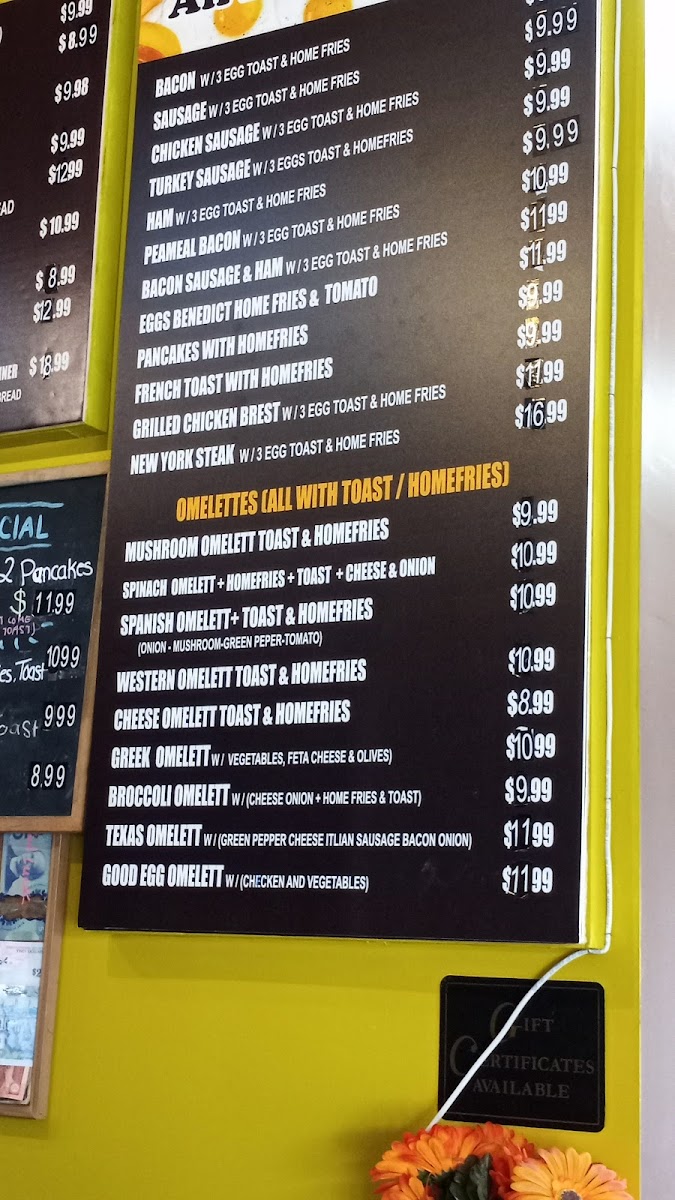 $9.99
$8.99
$9.98
$9.99
$1299
$10.99
$8.99
$12.99
$18.99
BACON W/3 EGG TOAST & HOME FRIES
SAUSAGE W/3 EGG TOAST & HOME FRIES $9.99
CHICKEN SAUSAGE W/3 EGG TOAST & HOME FRIES $9.99
TURKEY SAUSAGE W/3 EGGS TOAST & HOMEFRIES $9.99
HAM W/3 EGG TOAST & HOME FRIES $9.99
PEAMEAL BACON W/3 EGG TOAST & HOME FRIES $10.99
BACON SAUSAGE & HAM W/3 EGG TOAST & HOME FRIES $1199
EGGS BENEDICT HOME FRIES & TOMATO $11.99
PANCAKES WITH HOMEFRIES $9.99
FRENCH TOAST WITH HOMEFRIES $9.99
GRILLED CHICKEN BREST W/3 EGG TOAST & HOME FRIES $11.99
NEW YORK STEAK W/3 EGG TOAST & HOME FRIES $16.99
OMELETTES (ALL WITH TOAST / HOMEFRIES)
MUSHROOM OMELETT TOAST & HOMEFRIES $9.99
SPINACH OMELETT + HOMEFRIES + TOAST + CHEESE & ONION $10.99
SPANISH OMELETT+ TOAST & HOMEFRIES $10.99
(ONION - MUSHROOM-GREEN PEPER-TOMATO)
WESTERN OMELETT TOAST & HOMEFRIES $10.99
CHEESE OMELETT TOAST & HOMEFRIES $8.99
GREEK OMELETT W/ VEGETABLES, FETA CHEESE & OLIVES) $1099
BROCCOLI OMELETT W/(CHEESE ONION + HOME FRIES & TOAST) $9.99
TEXAS OMELETT W/(GREEN PEPPER CHEESE ITLIAN SAUSAGE BACON ONION) $1199
GOOD EGG OMELETT W/(CHECKEN AND VEGETABLES) $1199
CIAL
2 Pancakes
$11.99
Toast 1099
oast 999
8.99
GIFT
CERTIFICATES
AVAILABLE